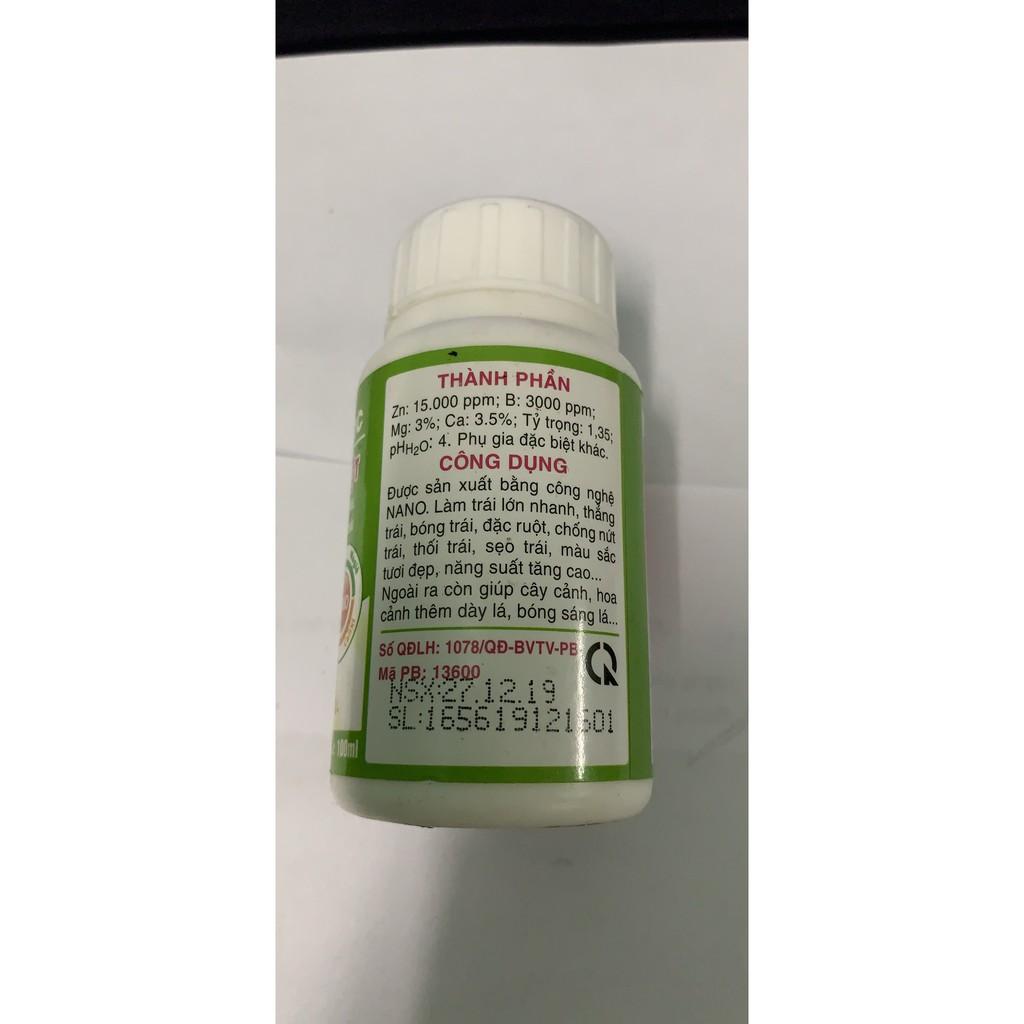 THÀNH PHẦN
Zn: 15.000 ppm; B: 3000 ppm;
Mg: 3%; Ca: 3.5%; Tỷ trọng: 1,35;
pHH2O: 4. Phụ gia đặc biệt khác.
CÔNG DỤNG
Được sản xuất bằng công nghệ
NANO. Làm trái lớn nhanh, thẳng
trái, bóng trái, đặc ruột, chống nứt
trái, thối trái, sẹo trái, màu sắc
tươi đẹp, năng suất tăng cao...
Ngoài ra còn giúp cây cảnh, hoa
cảnh thêm dày lá, bóng sáng lá...
Số QĐLH: 1078/QĐ-BVTV-PB
Mã PB: 13600
NSX:27.12.19
SL:165619121601
100ml